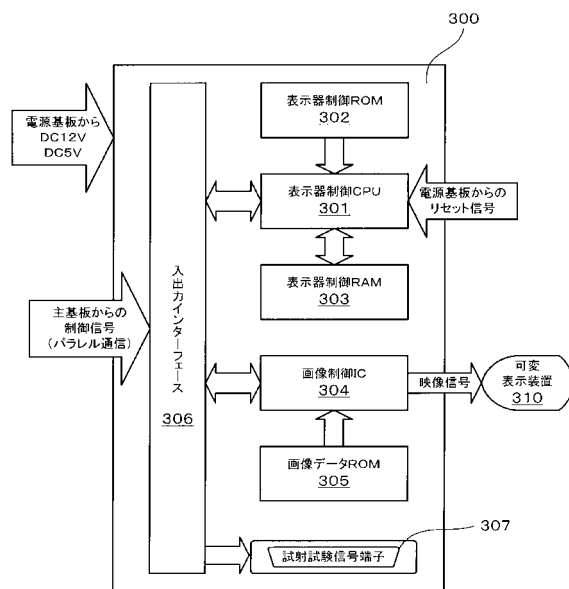 300
電源基板から
DC12V
DC5V
表示器制御ROM
302
表示器制御CPU
301
電源基板からの
リセット信号
表示器制御RAM
303
主基板からの
制御信号
(パラレル通信)
入出力インターフェース
306
画像制御IC
304
映像信号
可変
表示装置
310
画像データROM
305
307
試射試験信号端子